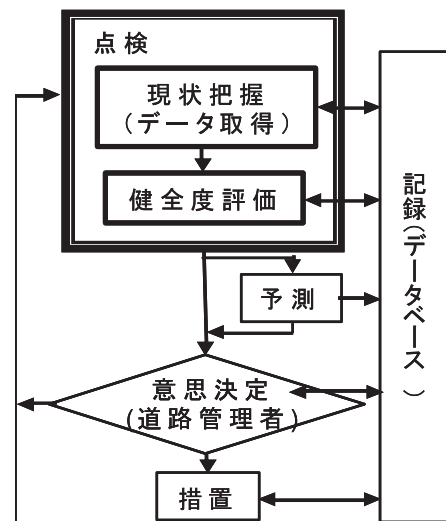 点検
現状把握
(データ取得)
健全度評価
予測
意思決定
(道路管理者)
措置
記録(データベース)